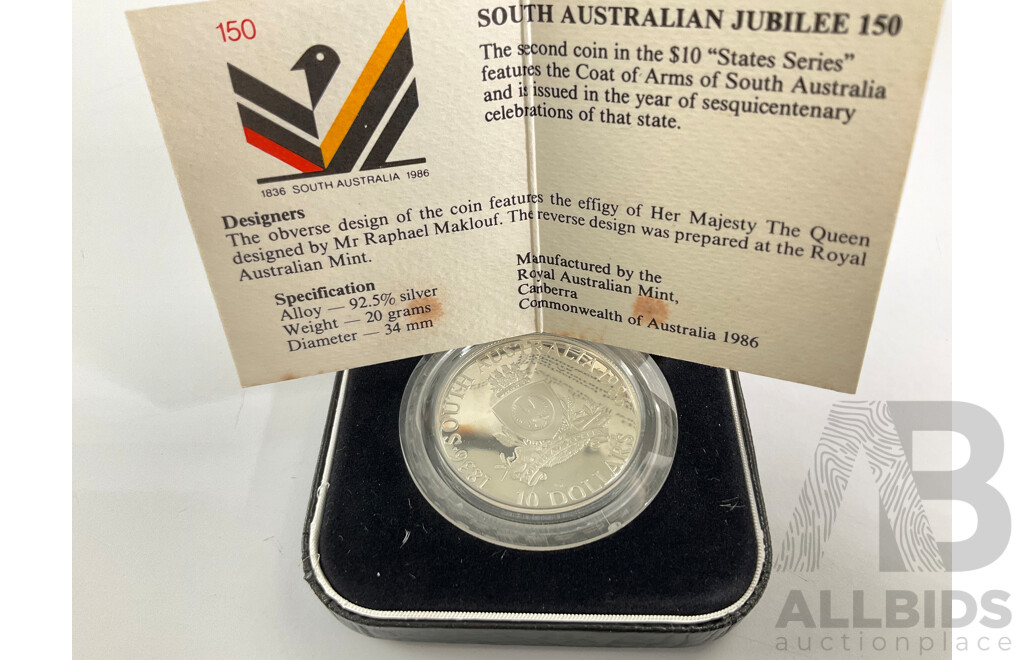 150
1836 SOUTH AUSTRALIA 1986
SOUTH AUSTRALIAN JUBILEE 150
The second coin in the $10 “States Series”
features the Coat of Arms of South Australia
and is issued in the year of sesquicentenary
celebrations of that state.
Designers
The obverse design of the coin features the effigy of Her Majesty The Queen
designed by Mr Raphael Maklouf. The reverse design was prepared at the Royal
Australian Mint.
Specification
Alloy — 92.5% silver
Weight — 20 grams
Diameter — 34 mm
Manufactured by the
Royal Australian Mint,
Canberra
Commonwealth of Australia 1986
1836 · SOUTH AUSTRALIA
10 DOLLARS
AB
ALLBIDS
auctionplace